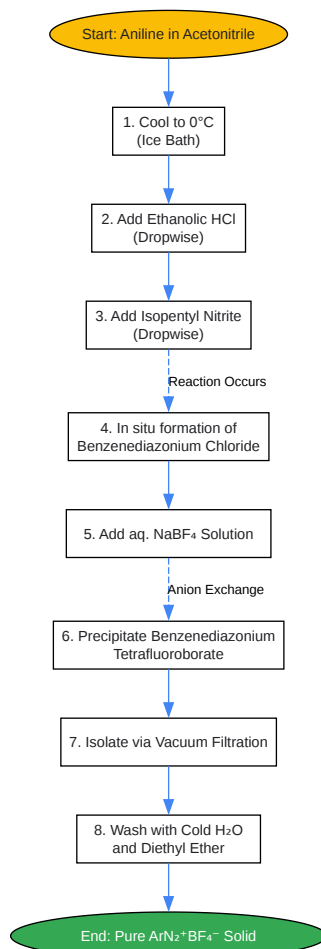 Start: Aniline in Acetonitrile
1. Cool to 0°C
(Ice Bath)
2. Add Ethanolic HCl
(Dropwise)
3. Add Isopentyl Nitrite
(Dropwise)
Reaction Occurs
4. In situ formation of
Benzenediazonium Chloride
5. Add aq. NaBF₄ Solution
Anion Exchange
6. Precipitate Benzenediazonium
Tetrafluoroborate
7. Isolate via Vacuum Filtration
8. Wash with Cold H₂O
and Diethyl Ether
End: Pure ArN₂⁺BF₄⁻ Solid